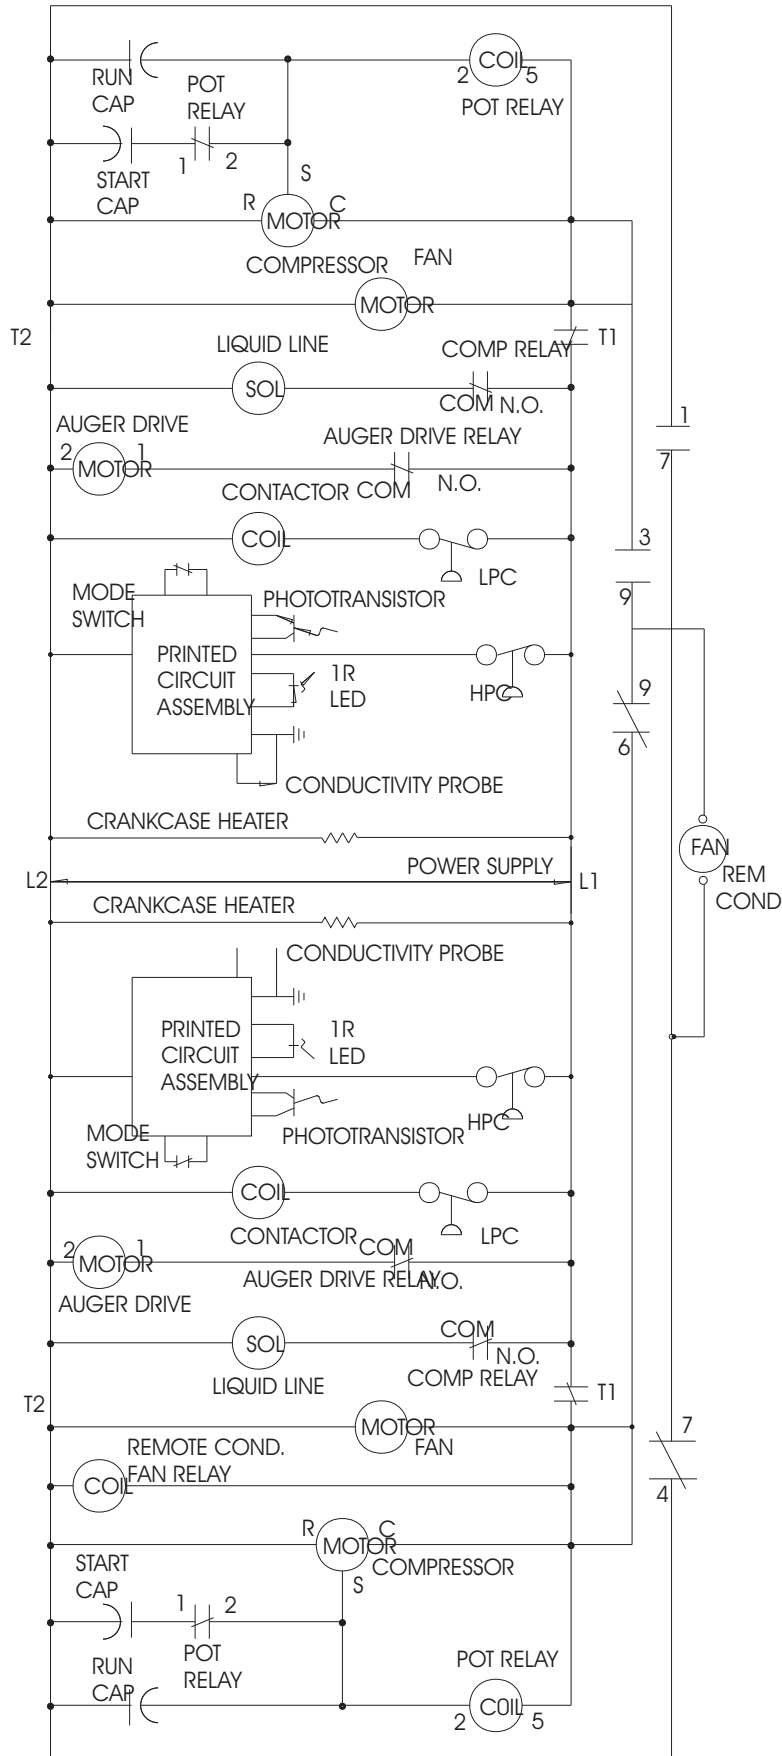 COIL
RUN
CAP
POT
RELAY
2
5
POT RELAY
1
2
START
CAP
S
R
C
MOTOR
COMPRESSOR
FAN
MOTOR
T2
T1
LIQUID LINE
COMP RELAY
SOL
COM
N.O.
AUGER DRIVE
2
1
MOTOR
AUGER DRIVE RELAY
COM
N.O.
1
7
CONTACTOR
COIL
LPC
3
9
MODE
SWITCH
PHOTOTRANSISTOR
PRINTED
CIRCUIT
ASSEMBLY
1R
LED
HPC
9
6
CONDUCTIVITY PROBE
CRANKCASE HEATER
FAN
REM
COND
POWER SUPPLY
L2
L1
CRANKCASE HEATER
CONDUCTIVITY PROBE
PRINTED
CIRCUIT
ASSEMBLY
1R
LED
HPC
MODE
SWITCH
PHOTOTRANSISTOR
COIL
CONTACTOR
LPC
2
1
MOTOR
COM
N.O.
AUGER DRIVE RELAY
AUGER DRIVE
SOL
COM
N.O.
LIQUID LINE
COMP RELAY
T2
T1
MOTOR
FAN
7
4
REMOTE COND.
FAN RELAY
COIL
R
C
MOTOR
COMPRESSOR
S
START
CAP
1
2
POT
RELAY
RUN
CAP
POT RELAY
COIL
2
5